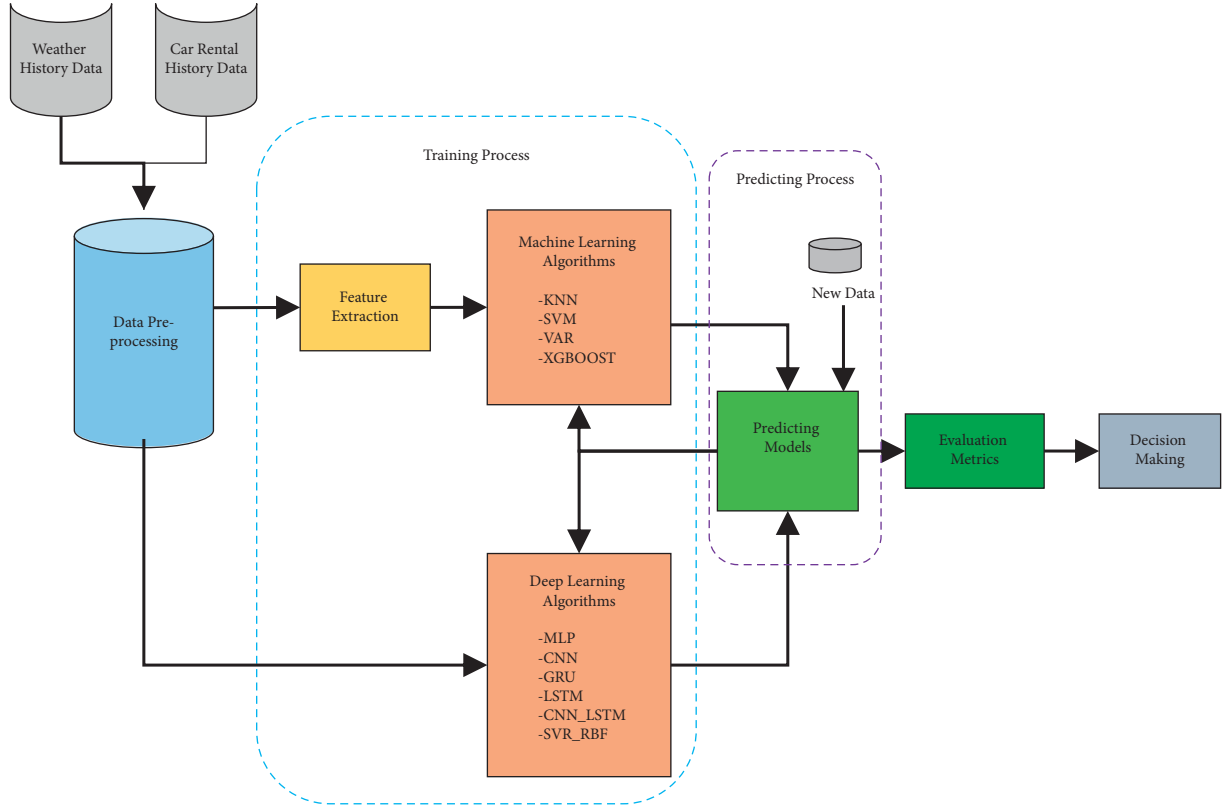 Weather
History Data
Car Rental
History Data
Training Process
Predicting Process
Machine Learning
Algorithms
-KNN
-SVM
-VAR
-XGBOOST
New Data
Feature
Extraction
Data Pre-
processing
Predicting
Models
Evaluation
Metrics
Decision
Making
Deep Learning
Algorithms
-MLP
-CNN
-GRU
-LSTM
-CNN_LSTM
-SVR_RBF